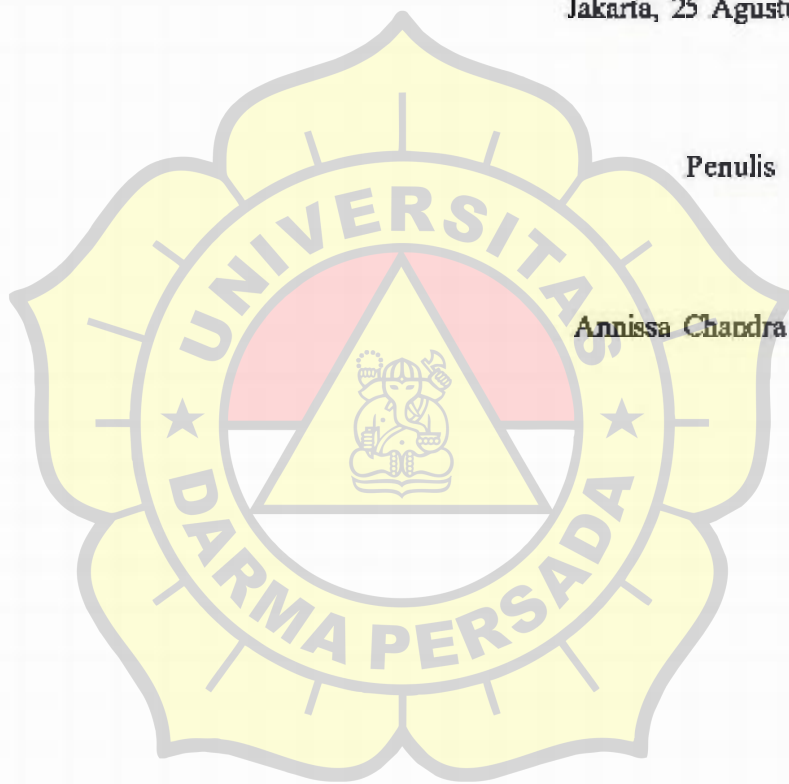 Jakarta, 25 Agustu
Penulis
UNIVERSITAS
Annissa Chandra
DARMA PERSADA